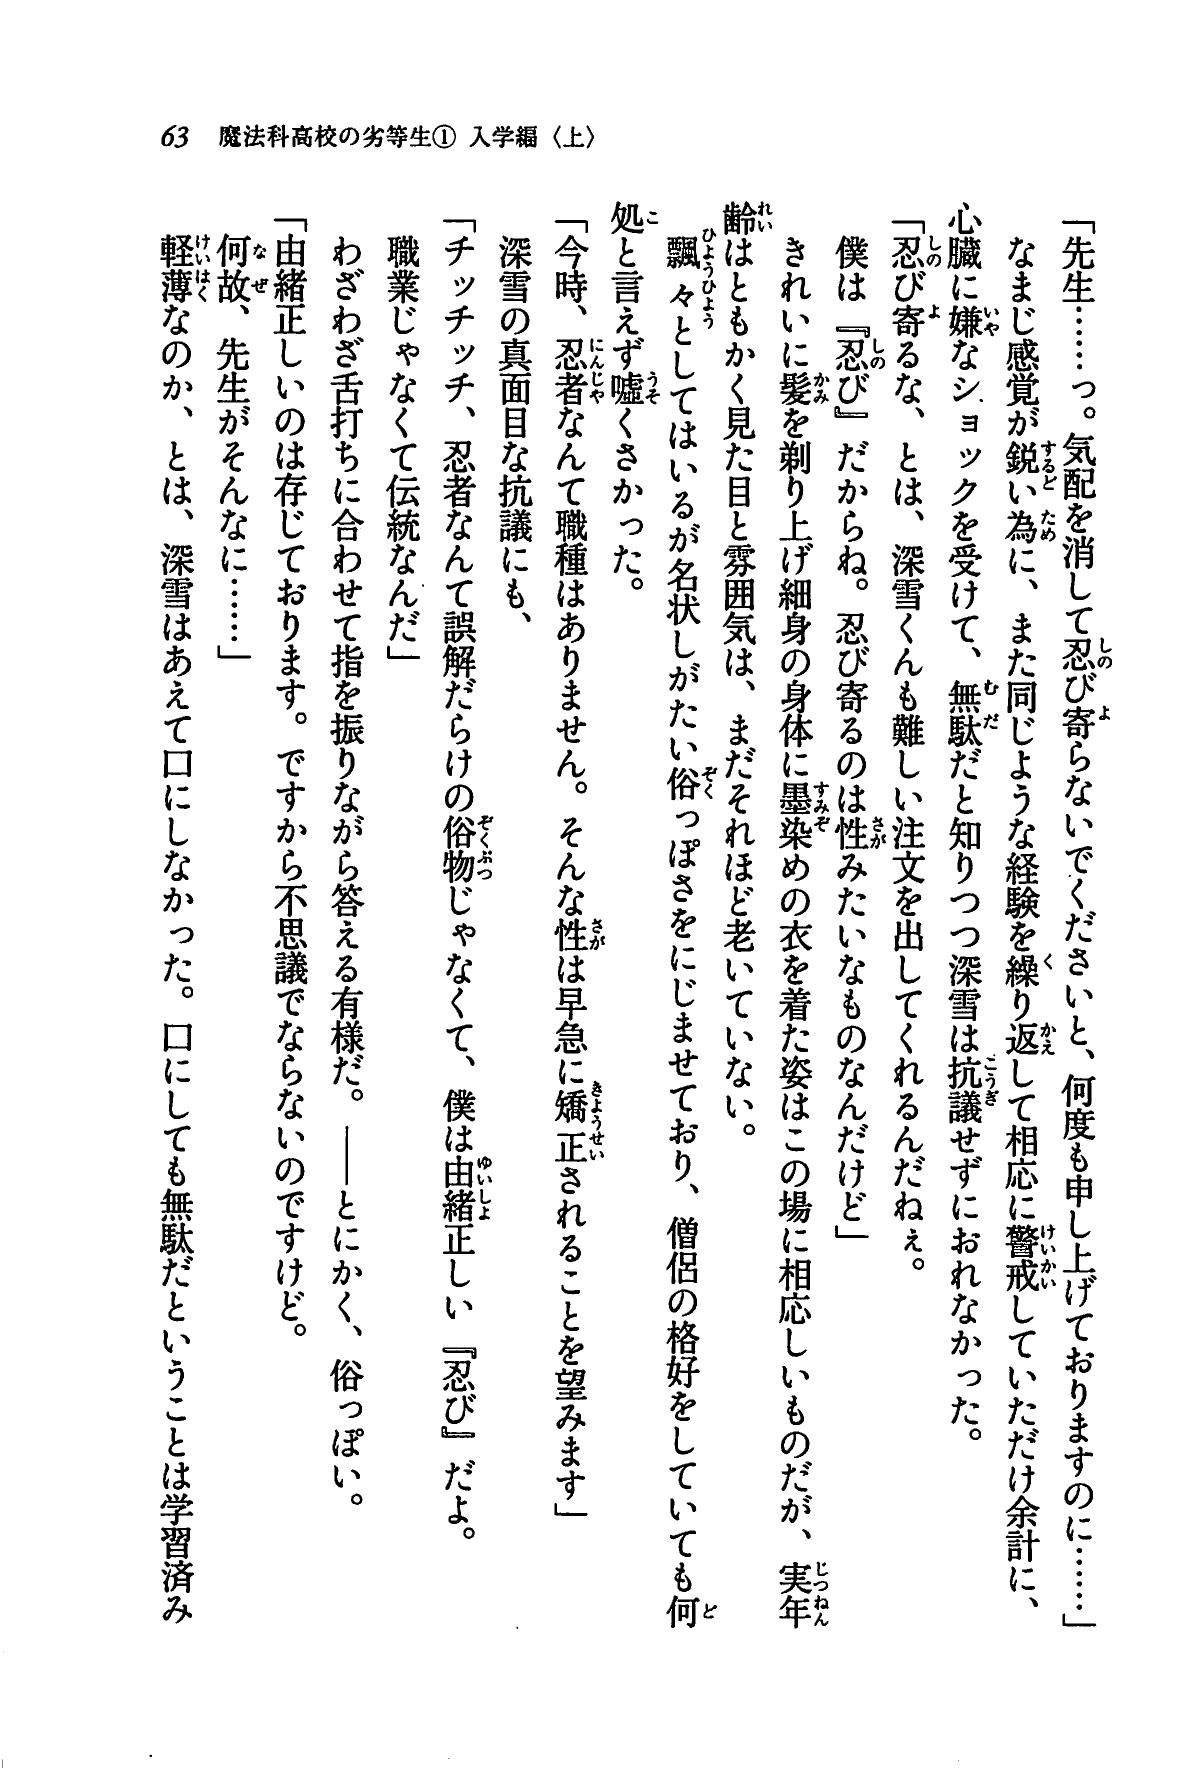 63 魔法科高校の劣等生① 入学編〈上〉
「先生……っ。気配を消して忍び寄らないでくださいと、何度も申し上げておりますのに……」
なまじ感覚が鋭い為に、また同じような経験を繰り返して相応に警戒していただけ余計に、
心臓に嫌なショックを受けて、無駄だと知りつつ深雪は抗議せずにおれなかった。
「忍び寄るな、とは、深雪くんも難しい注文を出してくれるんだねぇ。
僕は『忍び』だからね。忍び寄るのは性みたいなものなんだけど」
きれいに髪を剃り上げ細身の身体に墨染めの衣を着た姿はこの場に相応しいものだが、実年
齢はともかく見た目と雰囲気は、まだそれほど老いていない。
飄々としてはいるが名状しがたい俗っぽさをにじませており、僧侶の格好をしていても何
処と言えず嘘くさかった。
「今時、忍者なんて職種はありません。そんな性は早急に矯正されることを望みます」
深雪の真面目な抗議にも、
「チッチッチ、忍者なんて誤解だらけの俗物じゃなくて、僕は由緒正しい『忍び』だよ。
職業じゃなくて伝統なんだ」
わざわざ舌打ちに合わせて指を振りながら答える有様だ。――とにかく、俗っぽい。
「由緒正しいのは存じております。ですから不思議でならないのですけど。
何故、先生がそんなに……」
軽薄なのか、とは、深雪はあえて口にしなかった。口にしても無駄だということは学習済み